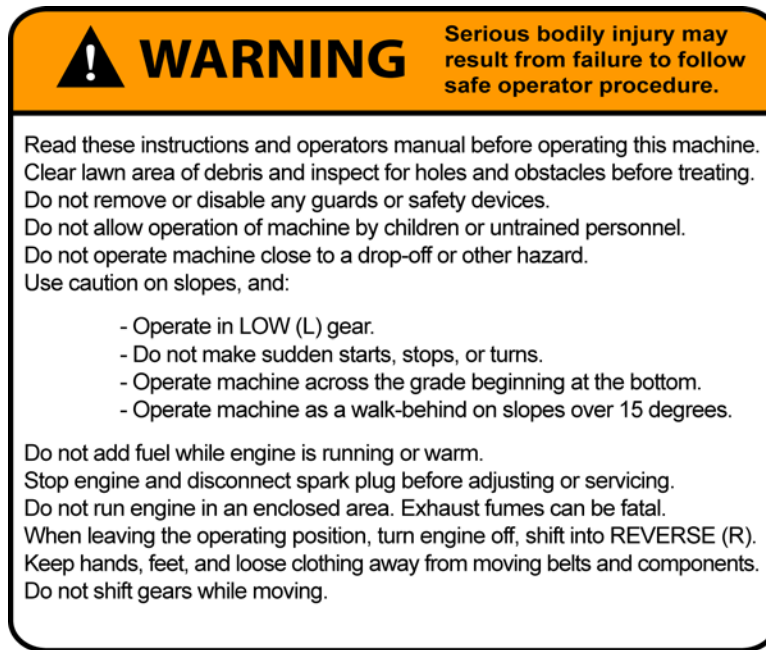 WARNING
Serious bodily injury may
result from failure to follow
safe operator procedure.
Read these instructions and operators manual before operating this machine.
Clear lawn area of debris and inspect for holes and obstacles before treating.
Do not remove or disable any guards or safety devices.
Do not allow operation of machine by children or untrained personnel.
Do not operate machine close to a drop-off or other hazard.
Use caution on slopes, and:
- Operate in LOW (L) gear.
- Do not make sudden starts, stops, or turns.
- Operate machine across the grade beginning at the bottom.
- Operate machine as a walk-behind on slopes over 15 degrees.
Do not add fuel while engine is running or warm.
Stop engine and disconnect spark plug before adjusting or servicing.
Do not run engine in an enclosed area. Exhaust fumes can be fatal.
When leaving the operating position, turn engine off, shift into REVERSE (R).
Keep hands, feet, and loose clothing away from moving belts and components.
Do not shift gears while moving.